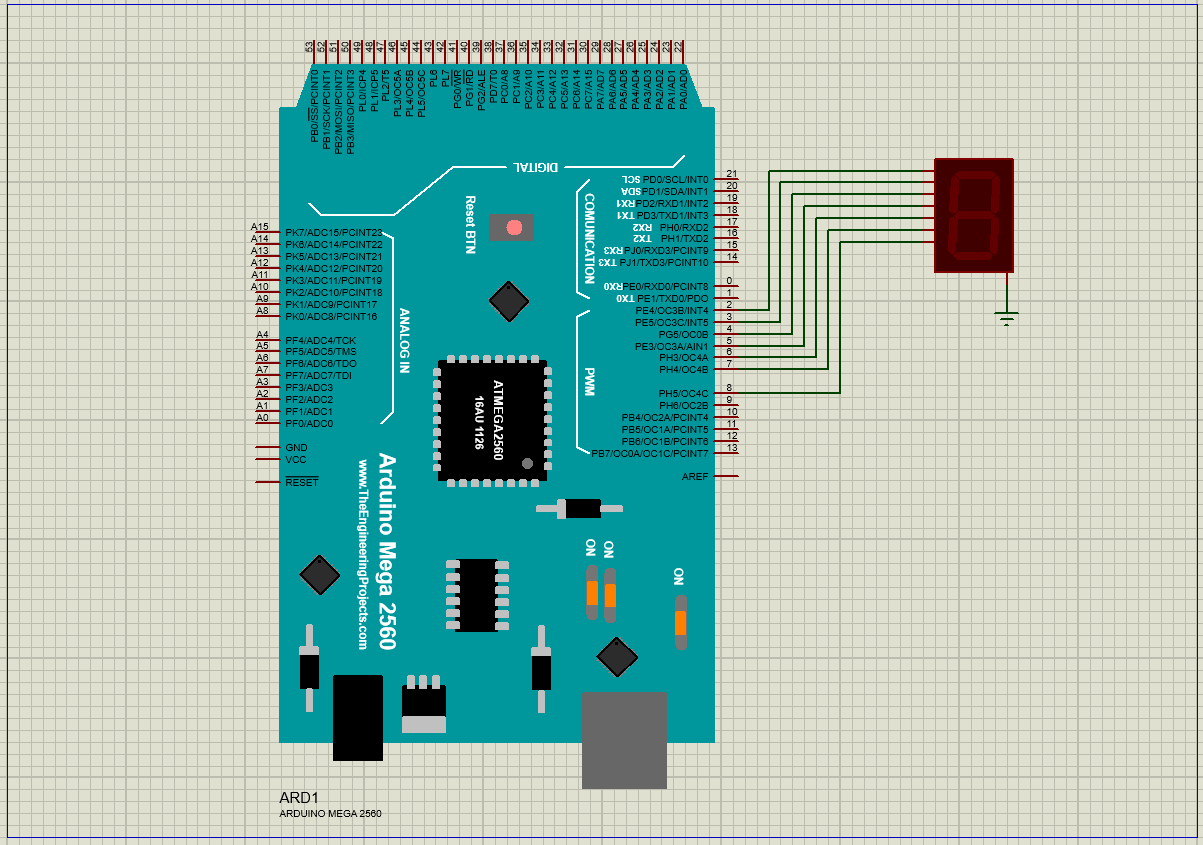 53
52
51
50
49
48
47
46
45
44
43
42
41
40
39
38
37
36
35
34
33
32
31
30
29
28
27
26
25
24
23
22
PB0/SS/PCINT0
PB1/SCK/PCINT1
PB2/MOSI/PCINT2
PB3/MISO/PCINT3
PL0/ICP4
PL1/ICP5
PL2/T5
PL3/OC5A
PL4/OC5B
PL5/OC5C
PL6
PL7
PG0/WR
PG1/RD
PG2/ALE
PD7/T0
PC0/A8
PC1/A9
PC2/A10
PC3/A11
PC4/A12
PC5/A13
PC6/A14
PC7/A15
PA7/AD7
PA6/AD6
PA5/AD5
PA4/AD4
PA3/AD3
PA2/AD2
PA1/AD1
PA0/AD0
DIGITAL
Reset BTN
COMUNICATION
SCL PD0/SCL/INT0 21
SDA PD1/SDA/INT1 20
RX1 PD2/RXD1/INT2 19
TX1 PD3/TXD1/INT3 18
RX2 PH0/RXD2 17
TX2 PH1/TXD2 16
RX3 PJ0/RXD3/PCINT9 15
TX3 PJ1/TXD3/PCINT10 14
RX0 PE0/RXD0/PCINT8 0
TX0 PE1/TXD0/PDO 1
PE4/OC3B/INT4 2
PE5/OC3C/INT5 3
PG5/OC0B 4
PE3/OC3A/AIN1 5
PH3/OC4A 6
PH4/OC4B 7
PH5/OC4C 8
PH6/OC2B 9
PB4/OC2A/PCINT4 10
PB5/OC1A/PCINT5 11
PB6/OC1B/PCINT6 12
PB7/OC0A/OC1C/PCINT7 13
AREF
PWM
A15 PK7/ADC15/PCINT23
A14 PK6/ADC14/PCINT22
A13 PK5/ADC13/PCINT21
A12 PK4/ADC12/PCINT20
A11 PK3/ADC11/PCINT19
A10 PK2/ADC10/PCINT18
A9 PK1/ADC9/PCINT17
A8 PK0/ADC8/PCINT16
A4 PF4/ADC4/TCK
A5 PF5/ADC5/TMS
A6 PF6/ADC6/TDO
A7 PF7/ADC7/TDI
A3 PF3/ADC3
A2 PF2/ADC2
A1 PF1/ADC1
A0 PF0/ADC0
GND
VCC
RESET
ANALOG IN
ATMEGA2560
16AU 1126
Arduino Mega 2560
www.TheEngineeringProjects.com
ON
ON
ON
ARD1
ARDUINO MEGA 2560